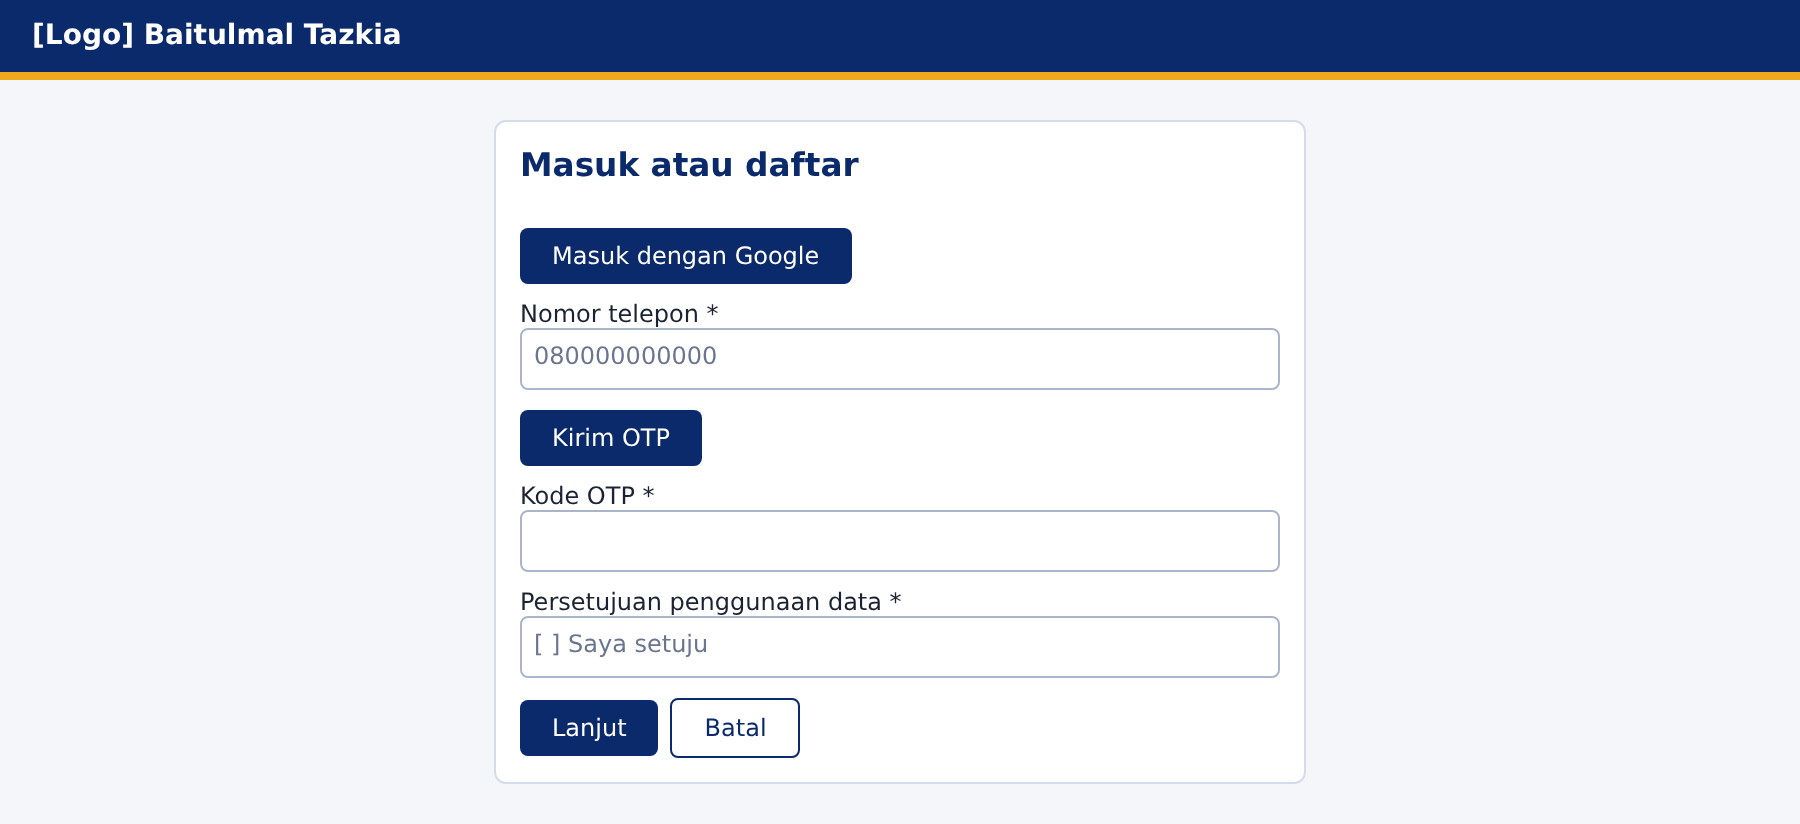 [Logo] Baitulmal Tazkia
Masuk atau daftar
Masuk dengan Google
Nomor telepon *
080000000000
Kirim OTP
Kode OTP *
Persetujuan penggunaan data *
[ ] Saya setuju
Lanjut
Batal